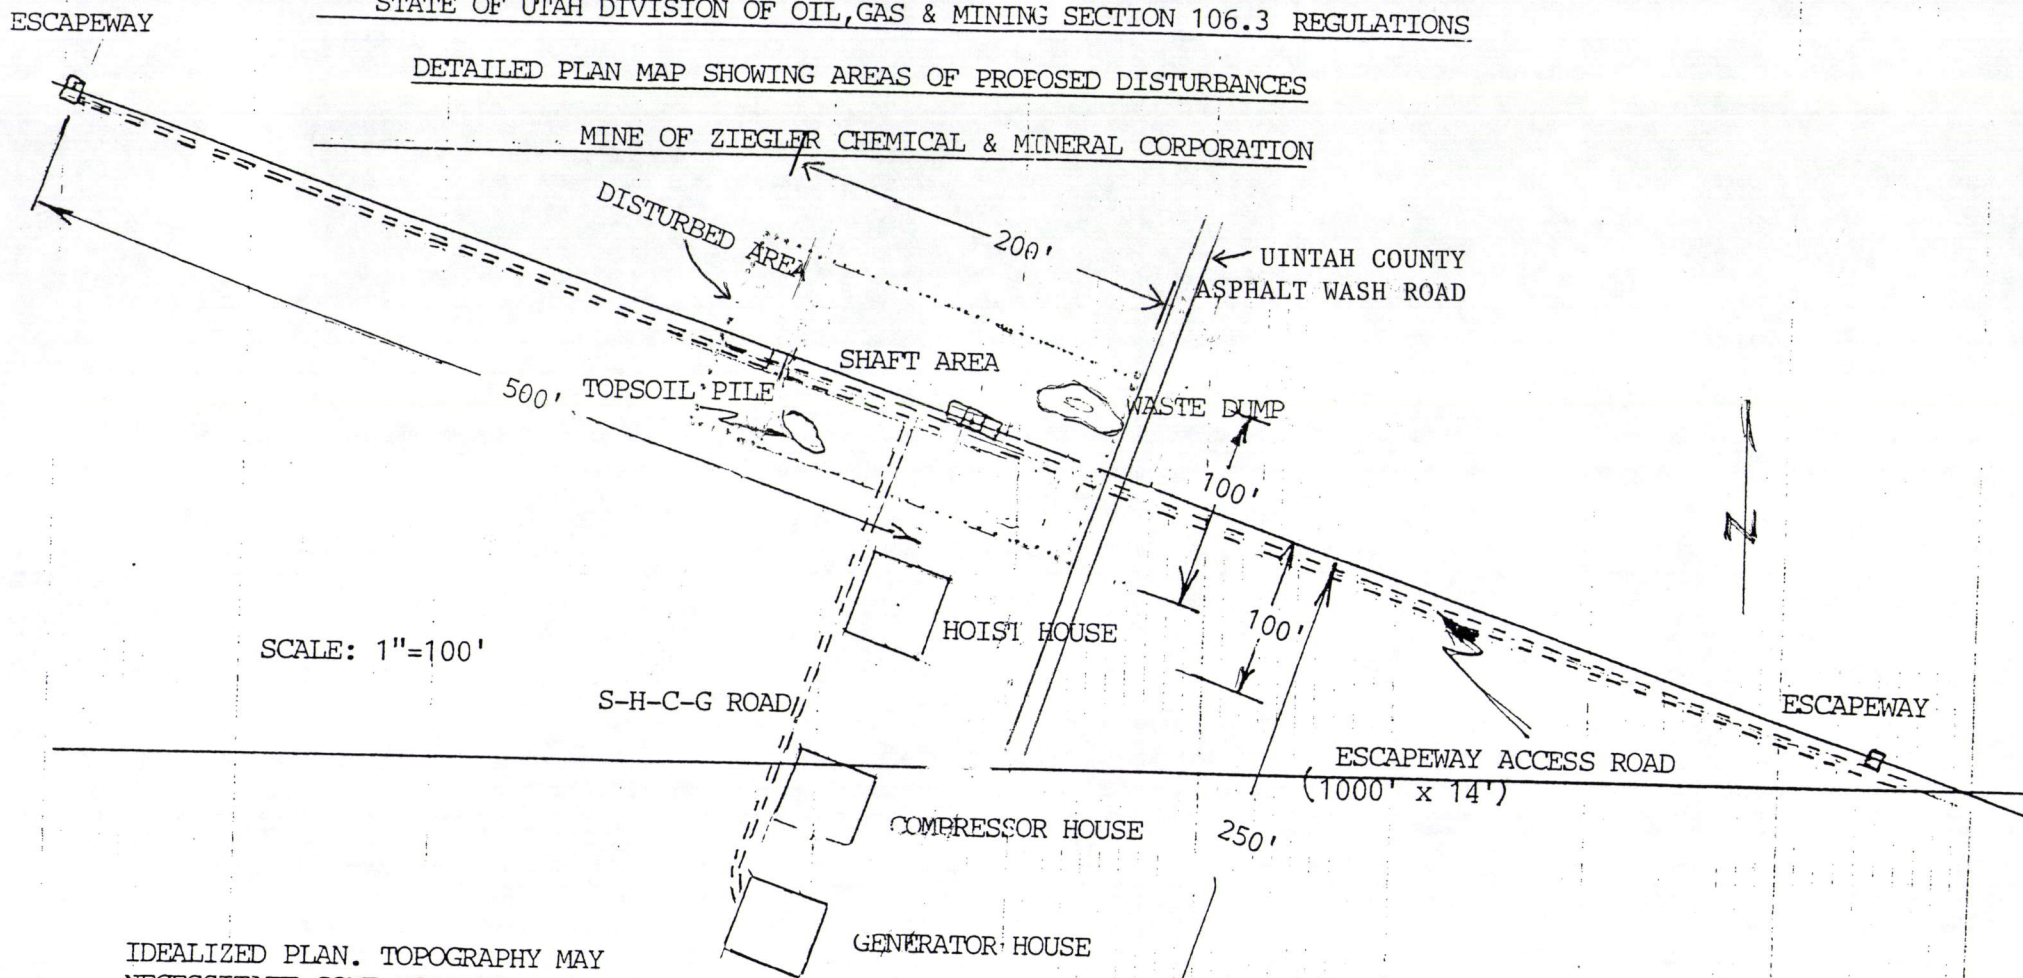 STATE OF UTAH DIVISION OF OIL,GAS & MINING SECTION 106.3 REGULATIONS
ESCAPEWAY
DETAILED PLAN MAP SHOWING AREAS OF PROPOSED DISTURBANCES
MINE OF ZIEGLER CHEMICAL & MINERAL CORPORATION
DISTURBED AREA
200'
UINTAH COUNTY
ASPHALT WASH ROAD
SHAFT AREA
500'
TOPSOIL PILE
WASTE DUMP
100'
N
HOIST HOUSE
100'
SCALE: 1"=100'
S-H-C-G ROAD
ESCAPEWAY
ESCAPEWAY ACCESS ROAD
(1000' x 14')
COMPRESSOR HOUSE
250'
GENERATOR HOUSE
IDEALIZED PLAN. TOPOGRAPHY MAY